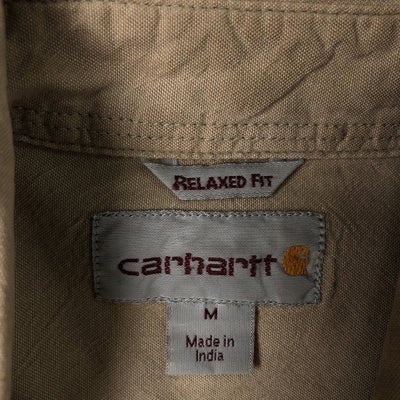 RELAXED FIT
carhartt
M
Made in
India